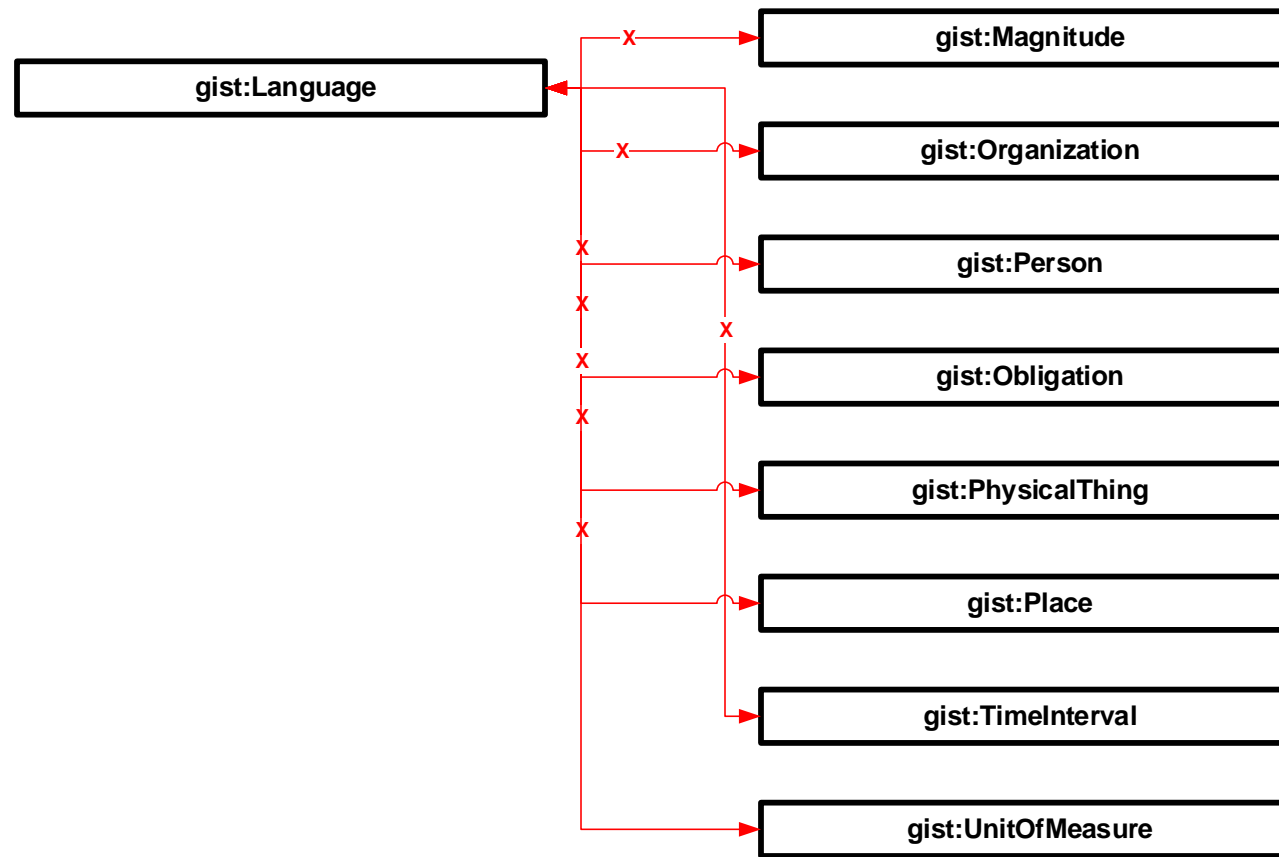 X
gist:Magnitude
gist:Language
X
gist:Organization
X
gist:Person
X
X
X
gist:Obligation
X
gist:PhysicalThing
X
gist:Place
gist:TimeInterval
gist:UnitOfMeasure